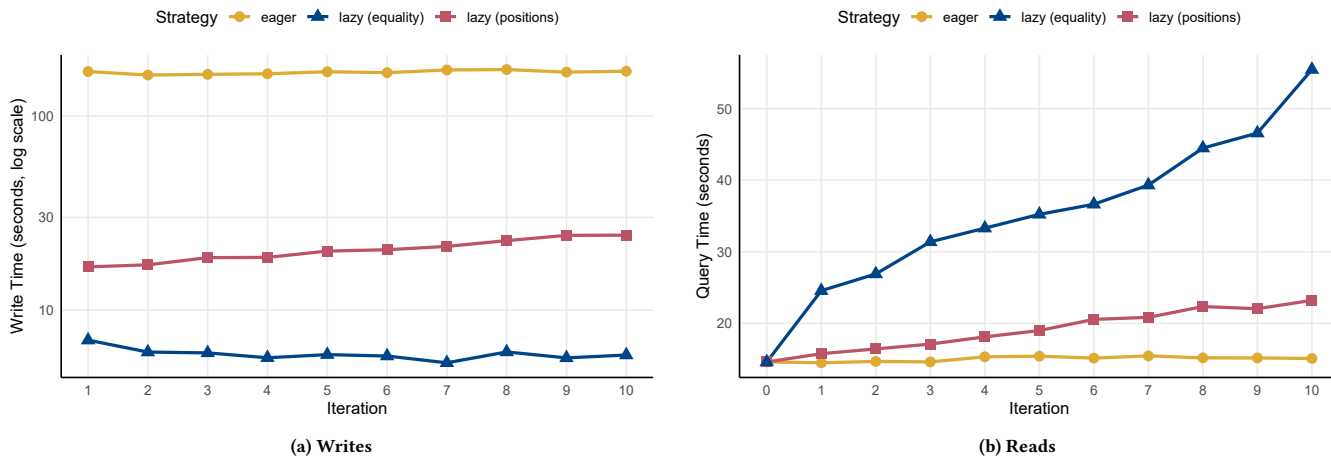 Strategy eager lazy (equality) lazy (positions)
Write Time (seconds, log scale)
100
30
10
1 2 3 4 5 6 7 8 9 10
Iteration
(a) Writes
Strategy eager lazy (equality) lazy (positions)
Query Time (seconds)
50
40
30
20
0 1 2 3 4 5 6 7 8 9 10
Iteration
(b) Reads